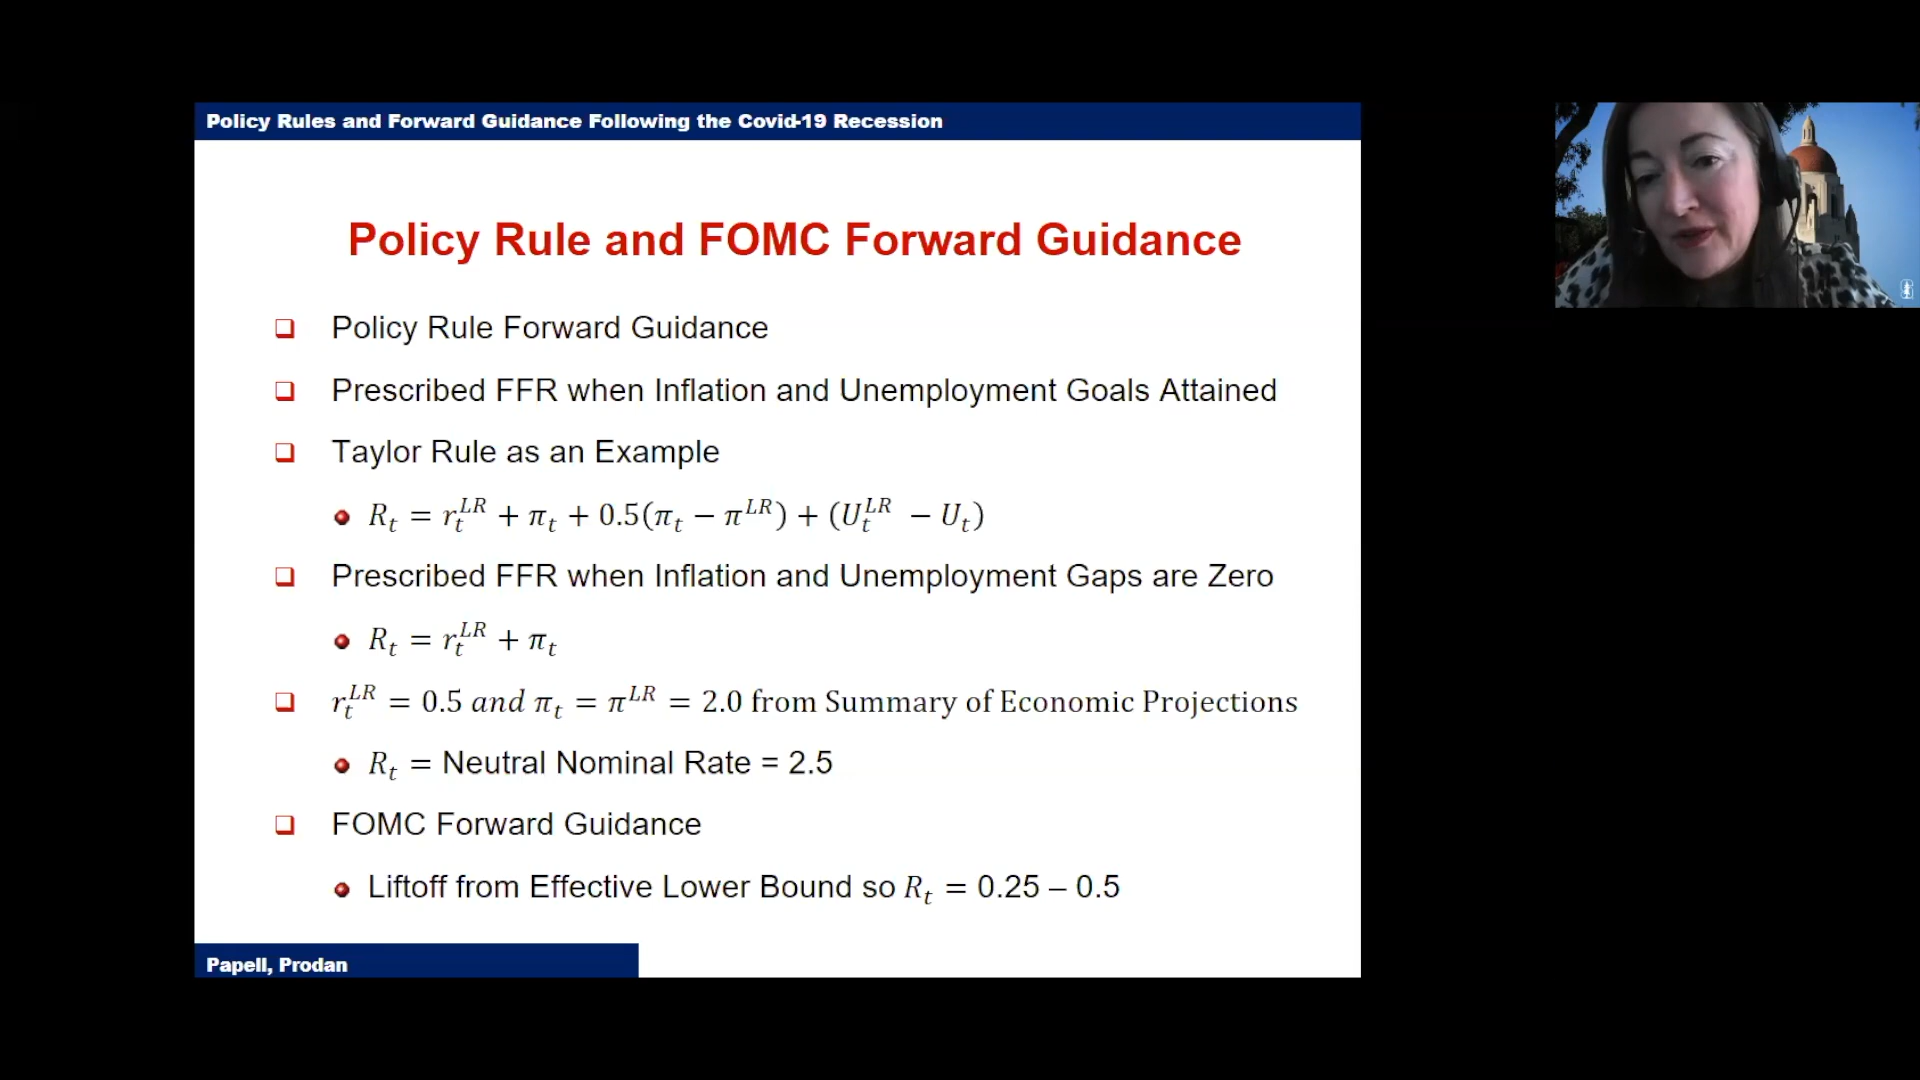 Policy Rules and Forward Guidance Following the Covid-19 Recession
Policy Rule and FOMC Forward Guidance
Policy Rule Forward Guidance
Prescribed FFR when Inflation and Unemployment Goals Attained
Taylor Rule as an Example
R_t = r_t^{LR} + π_t + 0.5(π_t − π^{LR}) + (U_t^{LR} − U_t)
Prescribed FFR when Inflation and Unemployment Gaps are Zero
R_t = r_t^{LR} + π_t
r_t^{LR} = 0.5 and π_t = π^{LR} = 2.0 from Summary of Economic Projections
R_t = Neutral Nominal Rate = 2.5
FOMC Forward Guidance
Liftoff from Effective Lower Bound so R_t = 0.25 – 0.5
Papell, Prodan